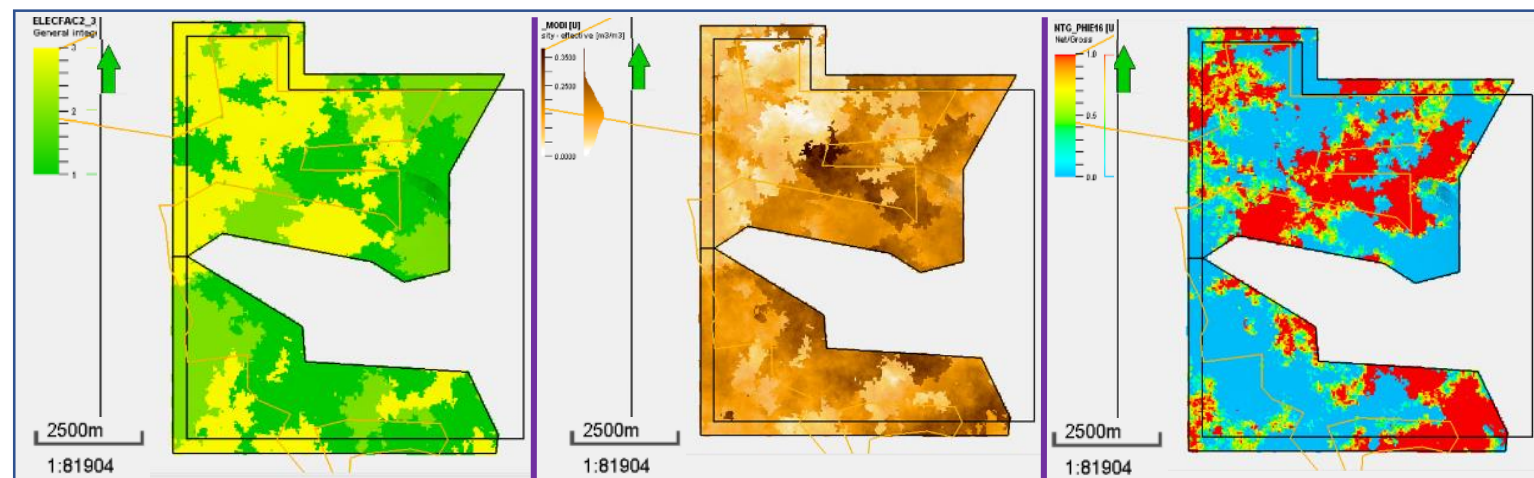 ELECFAC2_3
General integ
3
2
1
2500m
1:81904
_MODI [U]
sity - effective [m3/m3]
0.3500
0.2500
0.0000
2500m
1:81904
NTG_PHIE16 [U
Net/Gross
1.0
0.5
0.0
2500m
1:81904